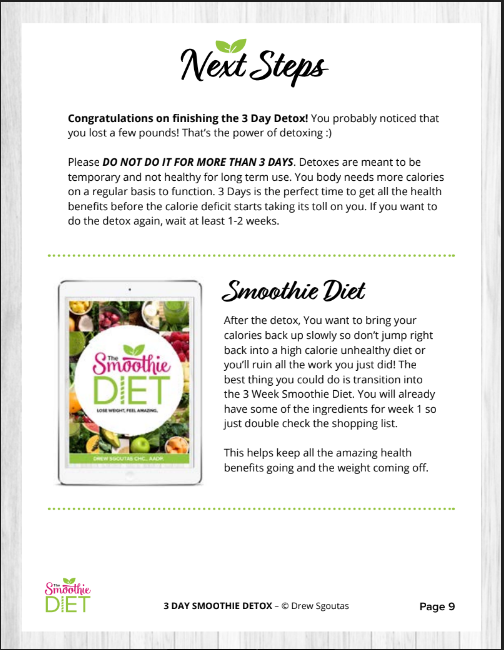 Next Steps
Congratulations on finishing the 3 Day Detox! You probably noticed that
you lost a few pounds! That's the power of detoxing :)
Please DO NOT DO IT FOR MORE THAN 3 DAYS. Detoxes are meant to be
temporary and not healthy for long term use. You body needs more calories
on a regular basis to function. 3 Days is the perfect time to get all the health
benefits before the calorie deficit starts taking its toll on you. If you want to
do the detox again, wait at least 1-2 weeks.
The
Smoothie
DIET
LOSE WEIGHT, FEEL AMAZING.
DREW SGOUTAS CHC., AADP
Smoothie Diet
After the detox, You want to bring your
calories back up slowly so don't jump right
back into a high calorie unhealthy diet or
you'll ruin all the work you just did! The
best thing you could do is transition into
the 3 Week Smoothie Diet. You will already
have some of the ingredients for week 1 so
just double check the shopping list.
This helps keep all the amazing health
benefits going and the weight coming off.
The
Smoothie
DIET
3 DAY SMOOTHIE DETOX – © Drew Sgoutas
Page 9